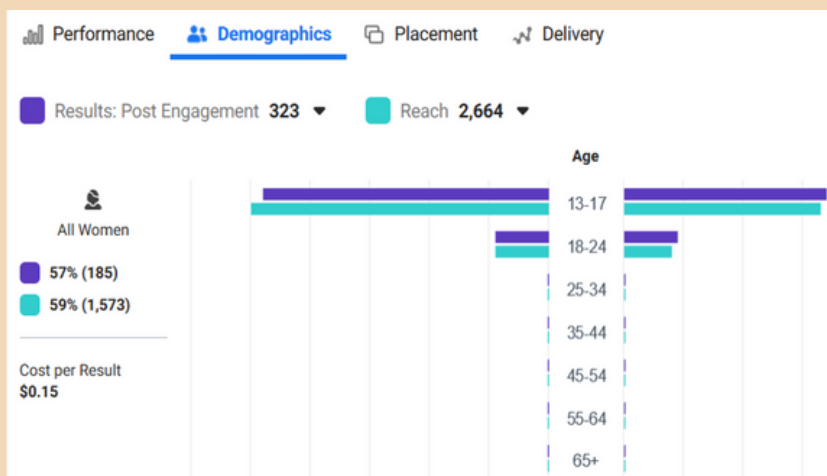 Performance Demographics Placement Delivery
Results: Post Engagement 323 Reach 2,664
Age
All Women
57% (185)
59% (1,573)
Cost per Result
$0.15
13-17
18-24
25-34
35-44
45-54
55-64
65+